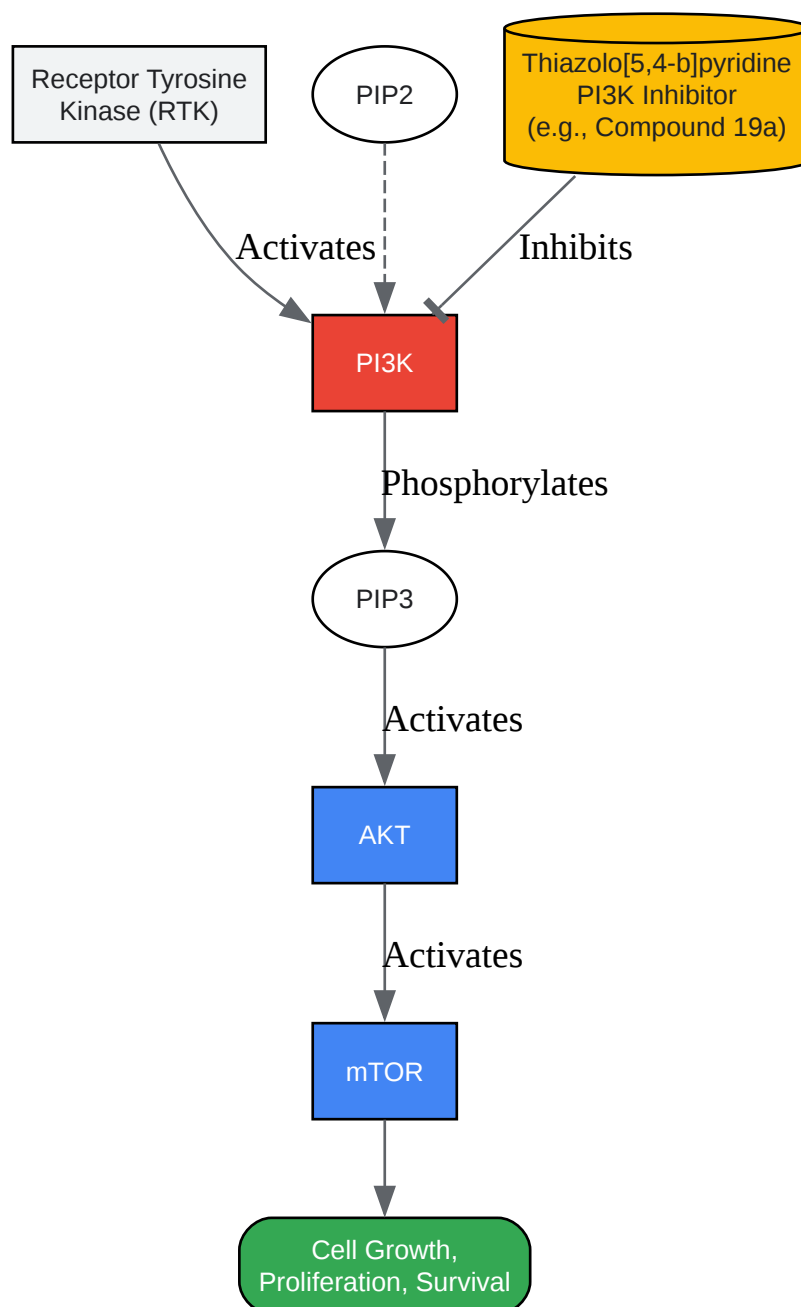 Receptor Tyrosine
Kinase (RTK)
PIP2
Thiazolo[5,4-b]pyridine
PI3K Inhibitor
(e.g., Compound 19a)
Activates
Inhibits
PI3K
Phosphorylates
PIP3
Activates
AKT
Activates
mTOR
Cell Growth,
Proliferation, Survival